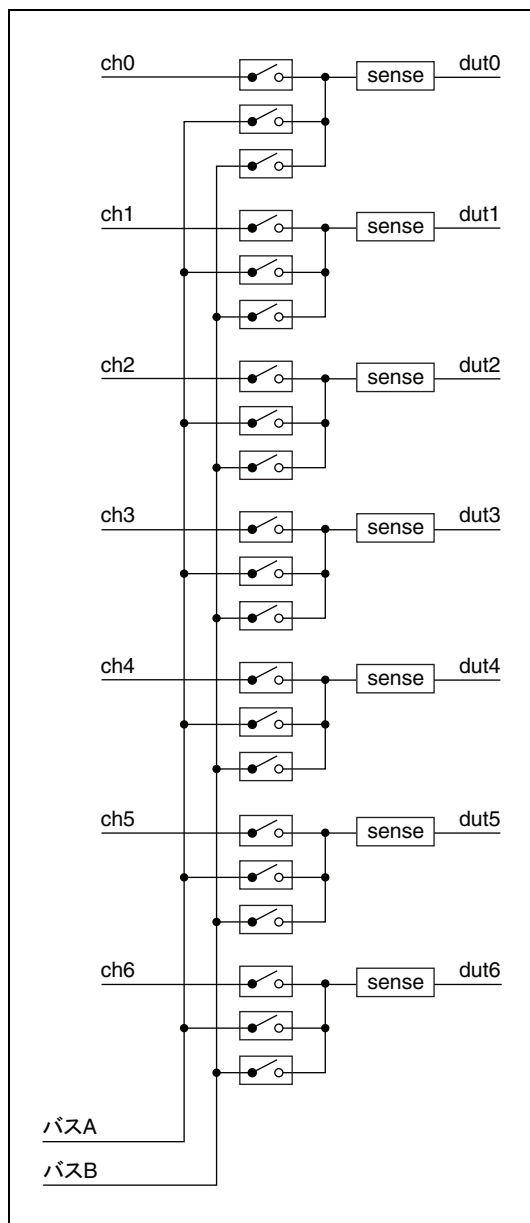 ch0 sense dut0
ch1 sense dut1
ch2 sense dut2
ch3 sense dut3
ch4 sense dut4
ch5 sense dut5
ch6 sense dut6
バスA
バスB